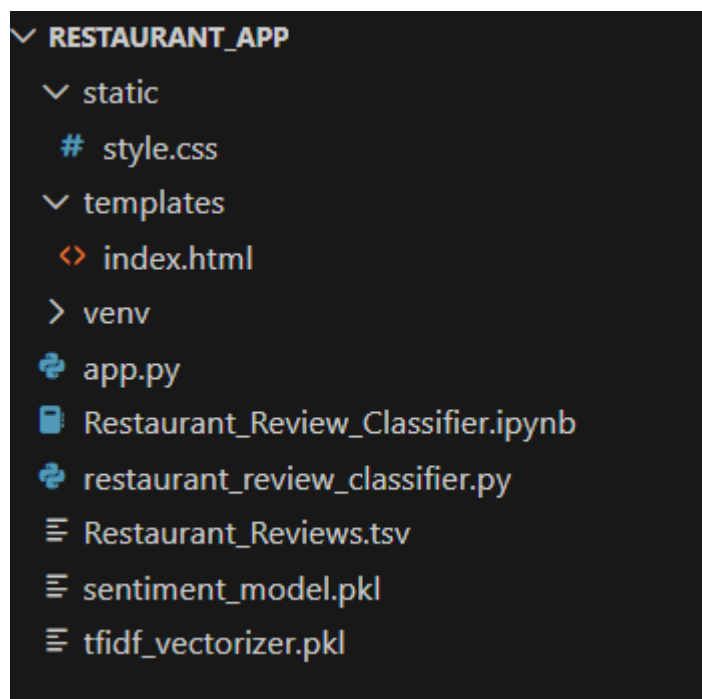 RESTAURANT_APP
static
# style.css
templates
<> index.html
venv
app.py
Restaurant_Review_Classifier.ipynb
restaurant_review_classifier.py
Restaurant_Reviews.tsv
sentiment_model.pkl
tfidf_vectorizer.pkl